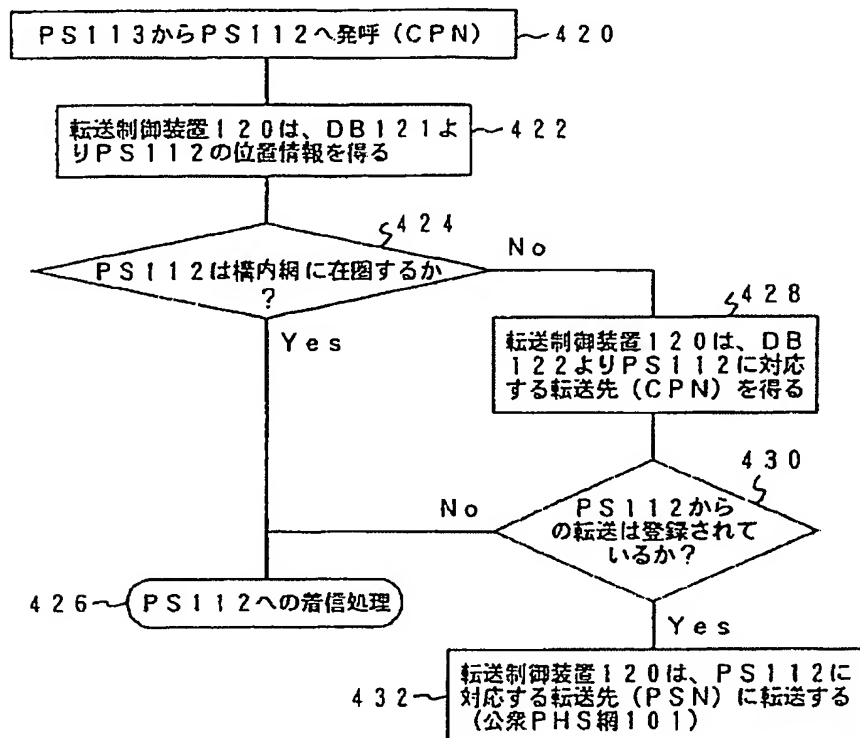 PS113からPS112へ発呼(CPN)
420
転送制御装置120は、DB121よ
りPS112の位置情報を得る
422
424
PS112は構内網に在圏するか
?
No
Yes
428
転送制御装置120は、DB
122よりPS112に対応
する転送先(CPN)を得る
430
PS112から
の転送は登録されて
いるか?
No
426
PS112への着信処理
Yes
転送制御装置120は、PS112に
対応する転送先(PSN)に転送する
(公衆PHS網101)
432